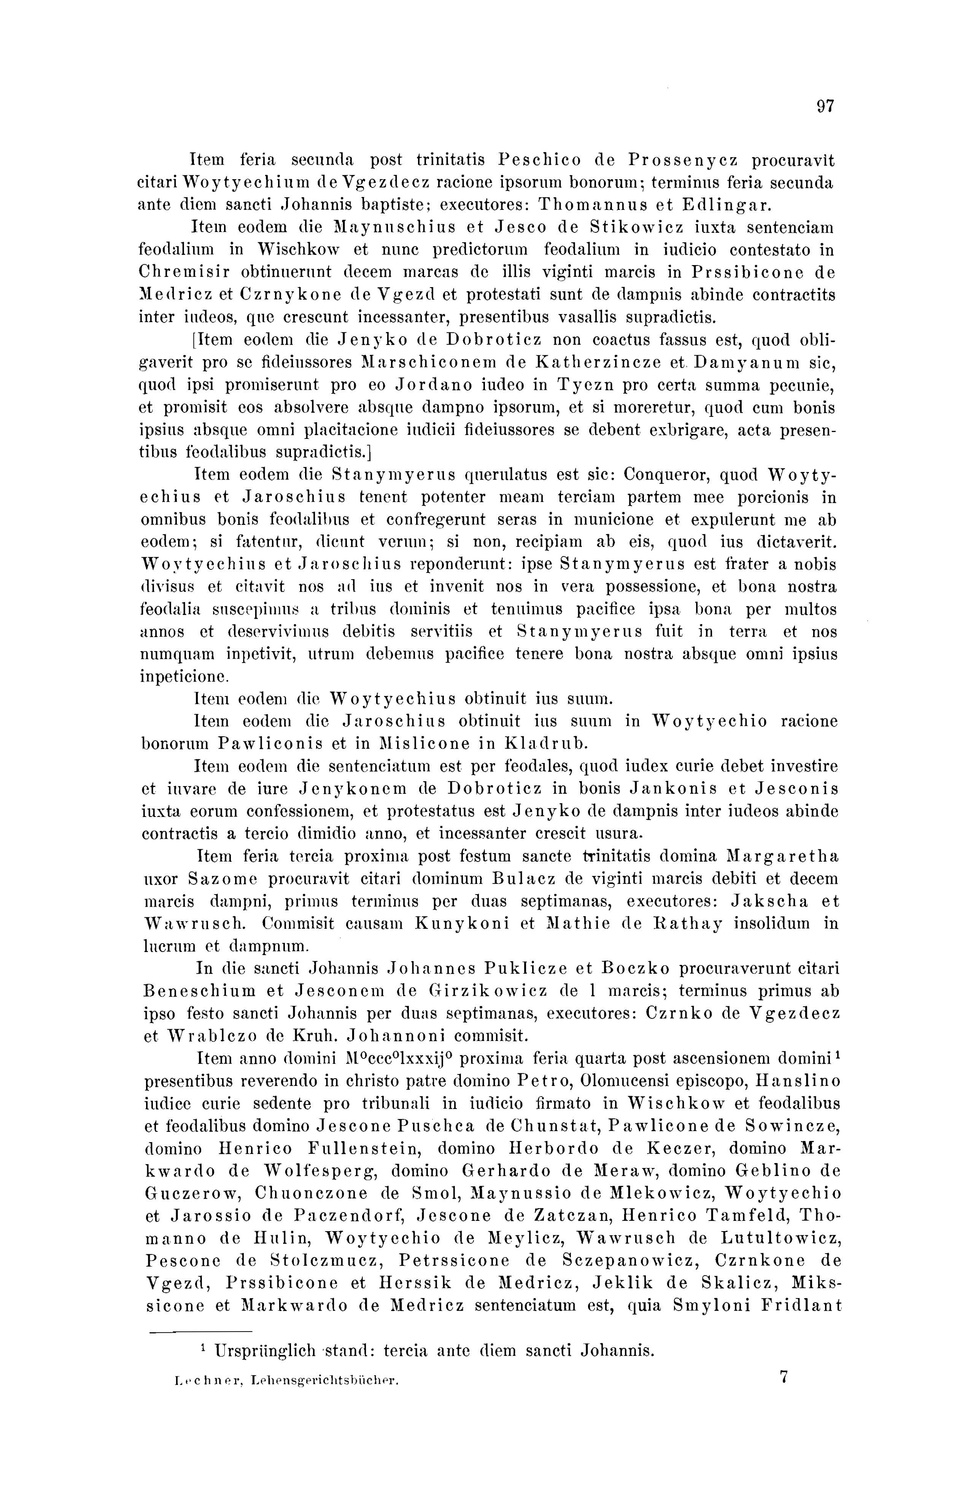 97
Item feria secunda post trinitatis Peschico de Prossenycz procuravit
citari Woytyechium de Vgezdecz racione ipsorum bonorum; terminus feria secunda
ante diem sancti Johannis baptiste; executores: Thomannus et Edlingar.
Item eodem die Maynuschius et Jesco de Stikowicz iuxta sentenciam
feodalium in Wischkow et nunc predictorum feodalium in iudicio contestato in
Chremisir obtinuerunt decem marcas de illis viginti marcis in Prssibicone de
Medricz et Czrnykone de Vgezd et protestati sunt de dampnis abinde contractits
inter iudeos, que crescunt incessanter, presentibus vasallis supradictis.
[Item eodem die Jenyko de Dobroticz non coactus fassus est, quod obli-
gaverit pro se fideiussores Marschiconem de Katherzincze et Damyanum sic,
quod ipsi promiserunt pro eo Jordano iudeo in Tyczn pro certa summa pecunie,
et promisit eos absolvere absque dampno ipsorum, et si moreretur, quod cum bonis
ipsius absque omni placitacione iudicii fideiussores se debent exbrigare, acta presen-
tibus feodalibus supradictis.]
Item eodem die Stanymyerus querulatus est sic: Conqueror, quod Woyty-
echius et Jaroschius tenent potenter meam terciam partem mee porcionis in
omnibus bonis feodalibus et confregerunt seras in municione et expulerunt me ab
eodem; si fatentur, dicunt verum; si non, recipiam ab eis, quod ius dictaverit.
Woytyechius et Jaroschius reponderunt: ipse Stanymyerus est frater a nobis
divisus et citavit nos ad ius et invenit nos in vera possessione, et bona nostra
feodalia suscepimus a tribus dominis et tenuimus pacifice ipsa bona per multos
annos et deservivimus debitis servitiis et Stanymyerus fuit in terra et nos
numquam inpetivit, utrum debemus pacifice tenere bona nostra absque omni ipsius
inpeticione.
Item eodem die Woytyechius obtinuit ius suum.
Item eodem die Jaroschius obtinuit ius suum in Woytyechio racione
bonorum Pawliconis et in Mislicone in Kladrub.
Item eodem die sentenciatum est per feodales, quod iudex curie debet investire
et iuvare de iure Jenykonem de Dobroticz in bonis Jankonis et Jesconis
iuxta eorum confessionem, et protestatus est Jenyko de dampnis inter iudeos abinde
contractis a tercio dimidio anno, et incessanter crescit usura.
Item feria tercia proxima post festum sancte trinitatis domina Margaretha
uxor Sazome procuravit citari dominum Bulacz de viginti marcis debiti et decem
marcis dampni, primus terminus per duas septimanas, executores: Jakscha et
Wawrusch. Commisit causam Kunykoni et Mathie de Rathay insolidum in
lucrum et dampnum.
In die sancti Johannis Johannes Puklicze et Boczko procuraverunt citari
Beneschium et Jesconem de Girzikowicz de l marcis; terminus primus ab
ipso festo sancti Johannis per duas septimanas, executores: Czrnko de Vgezdecz
et Wrablczo de Kruh. Johannoni commisit.
Item anno domini M⁰ccc⁰lxxxij⁰ proxima feria quarta post ascensionem domini¹
presentibus reverendo in christo patre domino Petro, Olomucensi episcopo, Hanslino
iudice curie sedente pro tribunali in iudicio firmato in Wischkow et feodalibus
et feodalibus domino Jescone Puschca de Chunstat, Pawlicone de Sowincze,
domino Henrico Fullenstein, domino Herbordo de Keczer, domino Mar-
kwardo de Wolfesperg, domino Gerhardo de Meraw, domino Geblino de
Guczerow, Chuonczone de Smol, Maynussio de Mlekowicz, Woytyechio
et Jarossio de Paczendorf, Jescone de Zatczan, Henrico Tamfeld, Tho-
manno de Hulin, Woytyechio de Meylicz, Wawrusch de Lutultowicz,
Pescone de Stolczmucz, Petrssicone de Sczepanowicz, Czrnkone de
Vgezd, Prssibicone et Herssik de Medricz, Jeklik de Skalicz, Miks-
sicone et Markwardo de Medricz sentenciatum est, quia Smyloni Fridlant
¹ Ursprünglich stand: tercia ante diem sancti Johannis.
Lechner, Lehensgerichtsbücher. 7